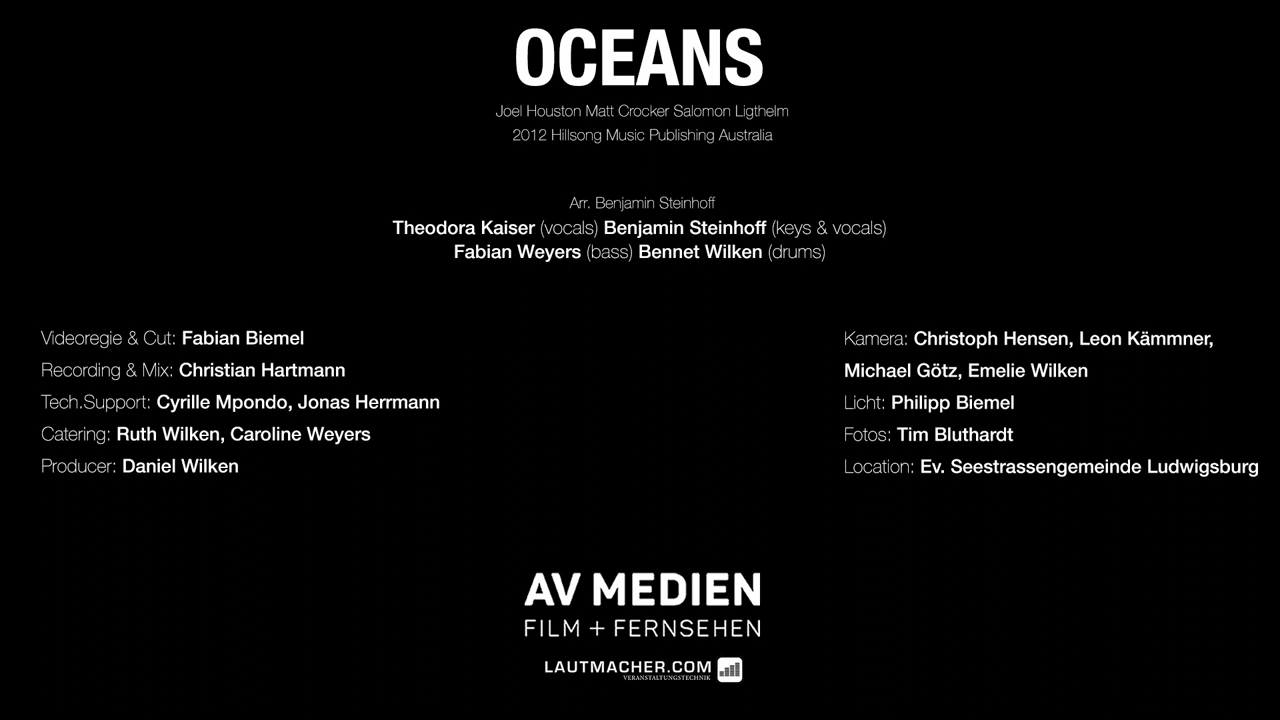 OCEANS
Joel Houston Matt Crocker Salomon Ligthelm
2012 Hillsong Music Publishing Australia
Arr. Benjamin Steinhoff
Theodora Kaiser (vocals) Benjamin Steinhoff (keys & vocals)
Fabian Weyers (bass) Bennet Wilken (drums)
Videoregie & Cut: Fabian Biemel
Recording & Mix: Christian Hartmann
Tech.Support: Cyrille Mpondo, Jonas Herrmann
Catering: Ruth Wilken, Caroline Weyers
Producer: Daniel Wilken
Kamera: Christoph Hensen, Leon Kämmner,
Michael Götz, Emelie Wilken
Licht: Philipp Biemel
Fotos: Tim Bluthardt
Location: Ev. Seestrassengemeinde Ludwigsburg
AV MEDIEN
FILM + FERNSEHEN
LAUTMACHER.COM
VERANSTALTUNGSTECHNIK